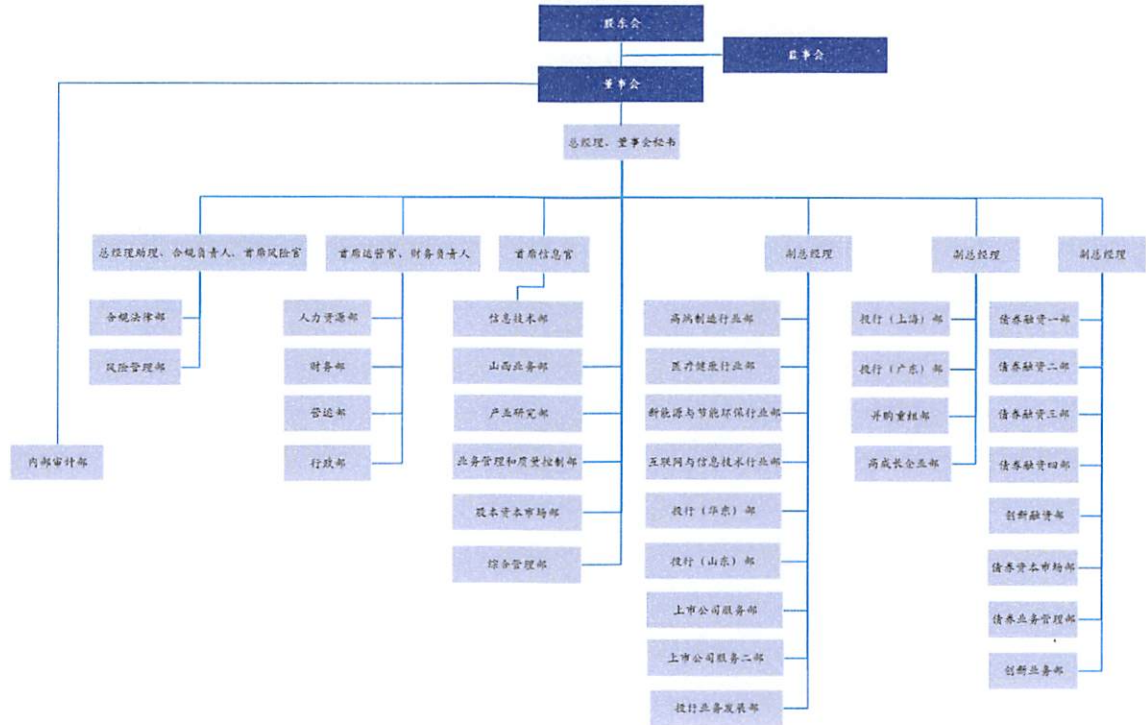 股东会
监事会
董事会
总经理、董事会秘书
总经理助理、合规负责人、首席风险官
首席运营官、财务负责人
首席信息官
副总经理
副总经理
副总经理
合规法律部
风险管理部
人力资源部
财务部
营运部
行政部
信息技术部
山西业务部
产业研究部
业务管理和质量控制部
股本资本市场部
综合管理部
高端制造行业部
医疗健康行业部
新能源与节能环保行业部
互联网与信息技术行业部
投行（华东）部
投行（山东）部
上市公司服务部
上市公司服务二部
投行业务发展部
投行（上海）部
投行（广东）部
并购重组部
高成长企业部
债券融资一部
债券融资二部
债券融资三部
债券融资四部
创新融资部
债券资本市场部
债券业务管理部
创新业务部
内部审计部